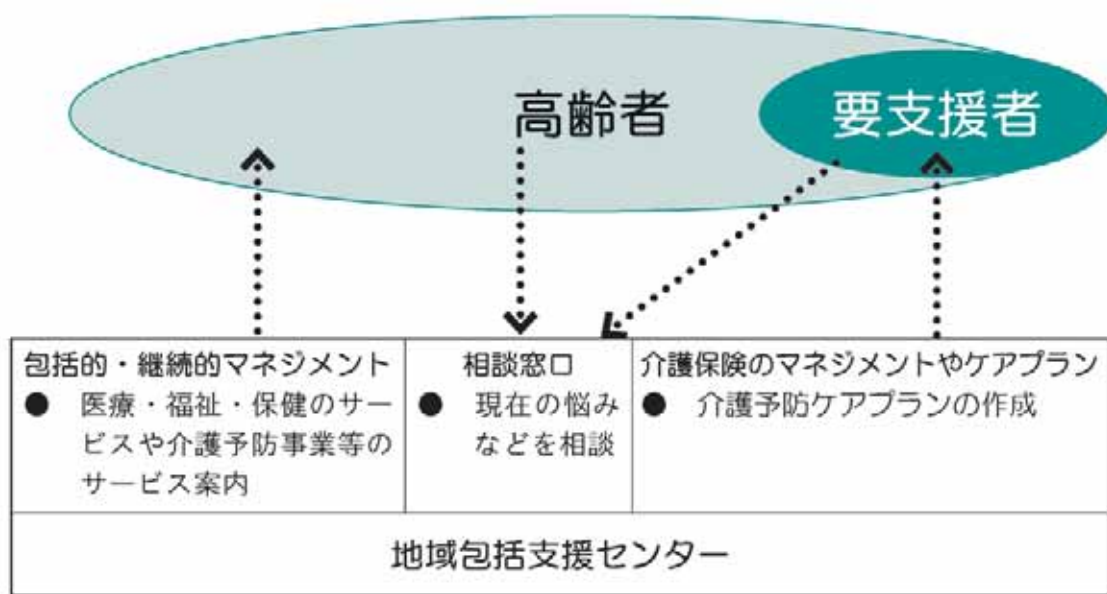 高齢者
要支援者
包括的・継続的マネジメント
● 医療・福祉・保健のサー
ビスや介護予防事業等の
サービス案内
相談窓口
● 現在の悩み
などを相談
介護保険のマネジメントやケアプラン
● 介護予防ケアプランの作成
地域包括支援センター